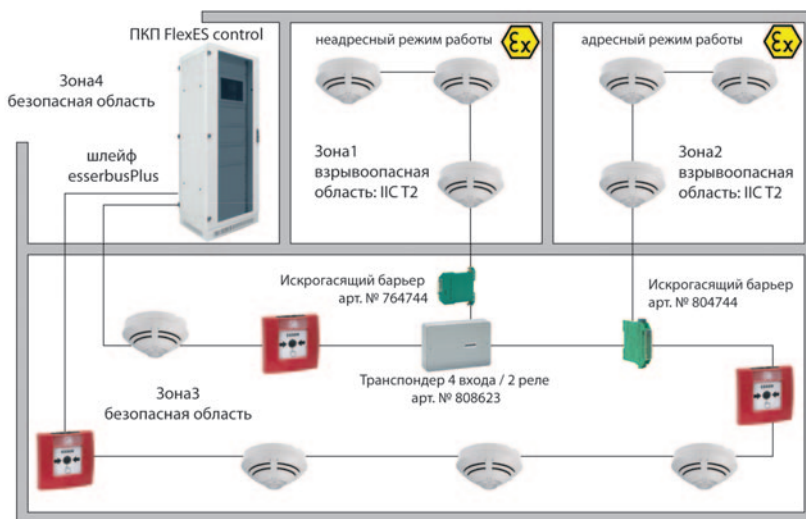 ПКП FlexES control
неадресный режим работы
Ex
адресный режим работы
Ex
Зона4
безопасная область
шлейф
esserbusPlus
Зона1
взрывоопасная
область: IIC T2
Зона2
взрывоопасная
область: IIC T2
Искрогасящий барьер
арт. № 764744
Искрогасящий барьер
арт. № 804744
Транспондер 4 входа / 2 реле
арт. № 808623
Зона3
безопасная область